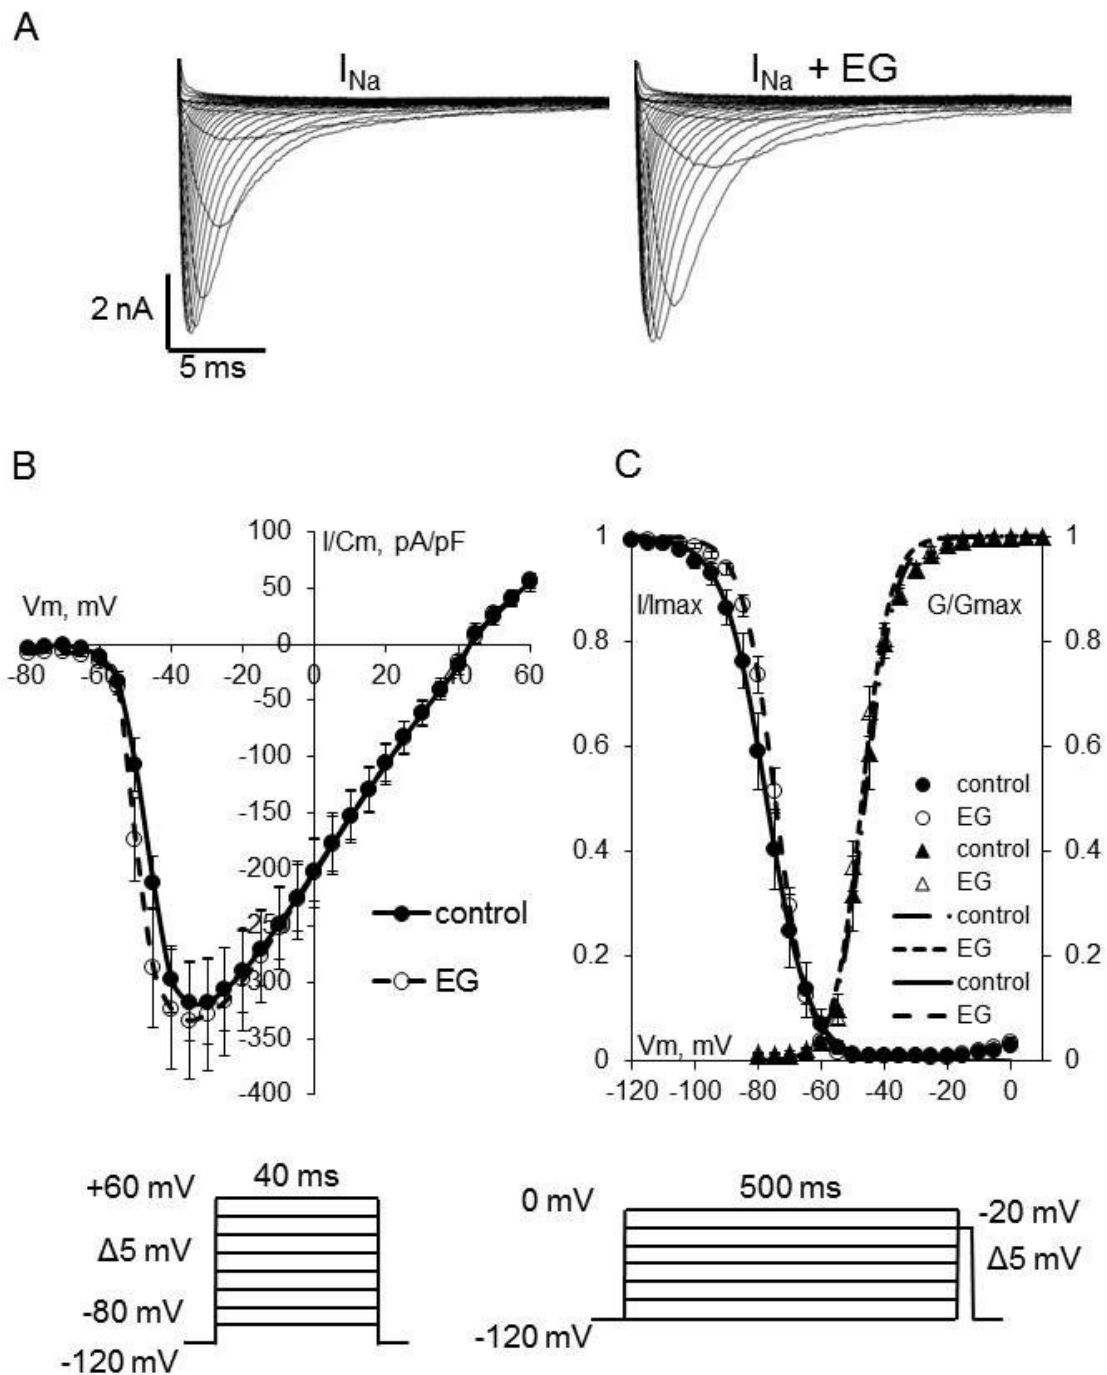 A
I_Na
I_Na + EG
2 nA
5 ms
B
C
100
I/Cm, pA/pF
50
Vm, mV
0
-80 -60 -40 -20 0 20 40 60
-50
-100
-150
-200
-250
-300
-350
-400
control
EG
1
1
I/Imax
G/Gmax
0.8
0.8
0.6
0.6
control
EG
control
EG
control
EG
control
EG
0.4
0.4
0.2
0.2
0
Vm, mV
0
-120 -100 -80 -60 -40 -20 0
+60 mV
40 ms
Δ5 mV
-80 mV
-120 mV
0 mV
500 ms
-20 mV
Δ5 mV
-120 mV